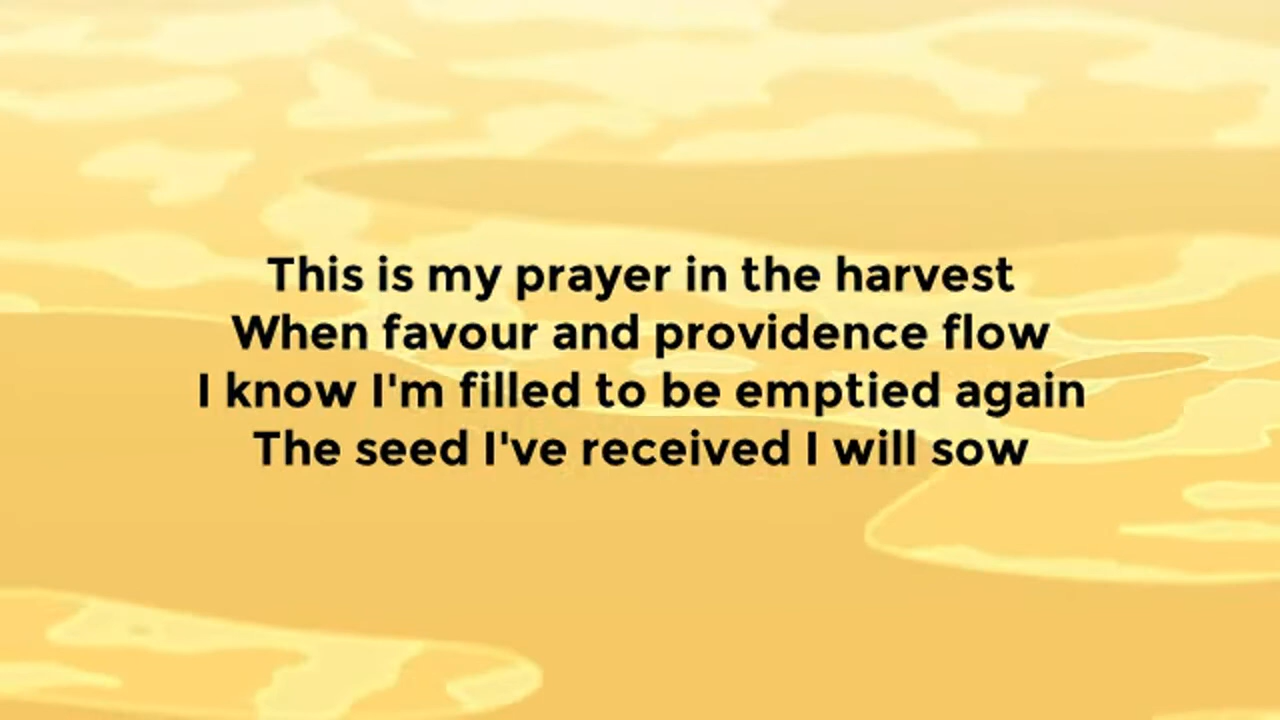 This is my prayer in the harvest
When favour and providence flow
I know I'm filled to be emptied again
The seed I've received I will sow